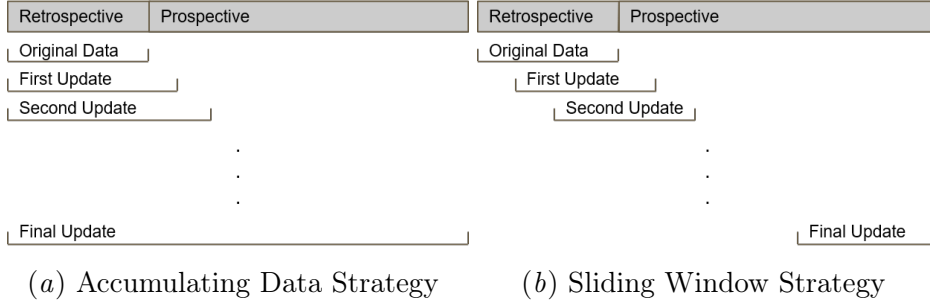 Retrospective Prospective
Original Data
First Update
Second Update
.
.
.
Final Update
(a) Accumulating Data Strategy
Retrospective Prospective
Original Data
First Update
Second Update
.
.
.
Final Update
(b) Sliding Window Strategy